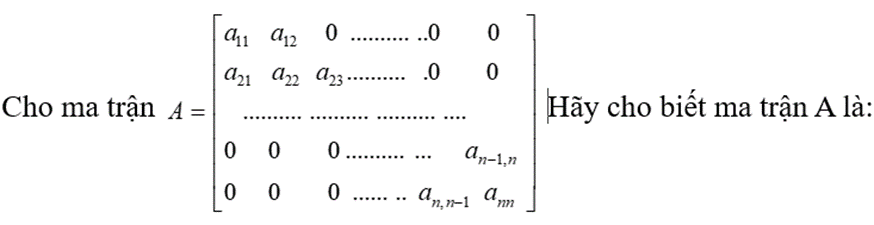 a₁₁ a₁₂ 0 .......... ..0 0
a₂₁ a₂₂ a₂₃.......... .0 0
Cho ma trận A = Hãy cho biết ma trận A là:
.......... .......... .......... ....
0 0 0.......... ... aₙ₋₁,ₙ
0 0 0 ...... .. aₙ,ₙ₋₁ aₙₙ